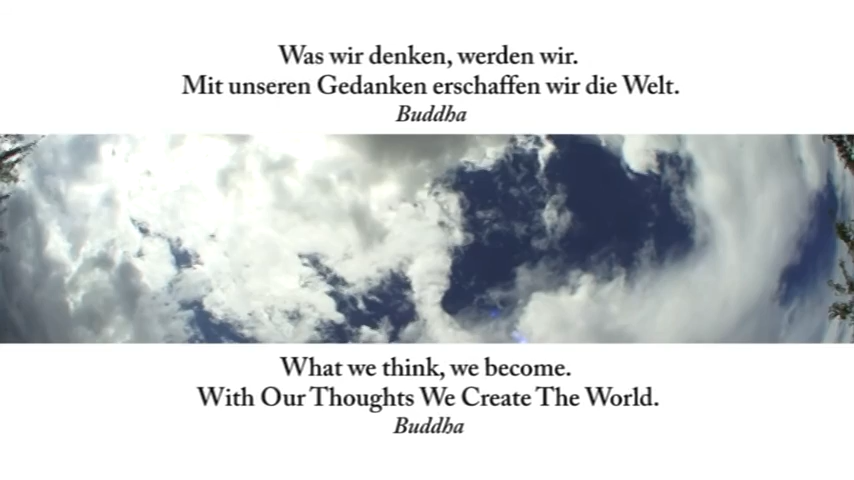 Was wir denken, werden wir.
Mit unseren Gedanken erschaffen wir die Welt.
Buddha
What we think, we become.
With Our Thoughts We Create The World.
Buddha